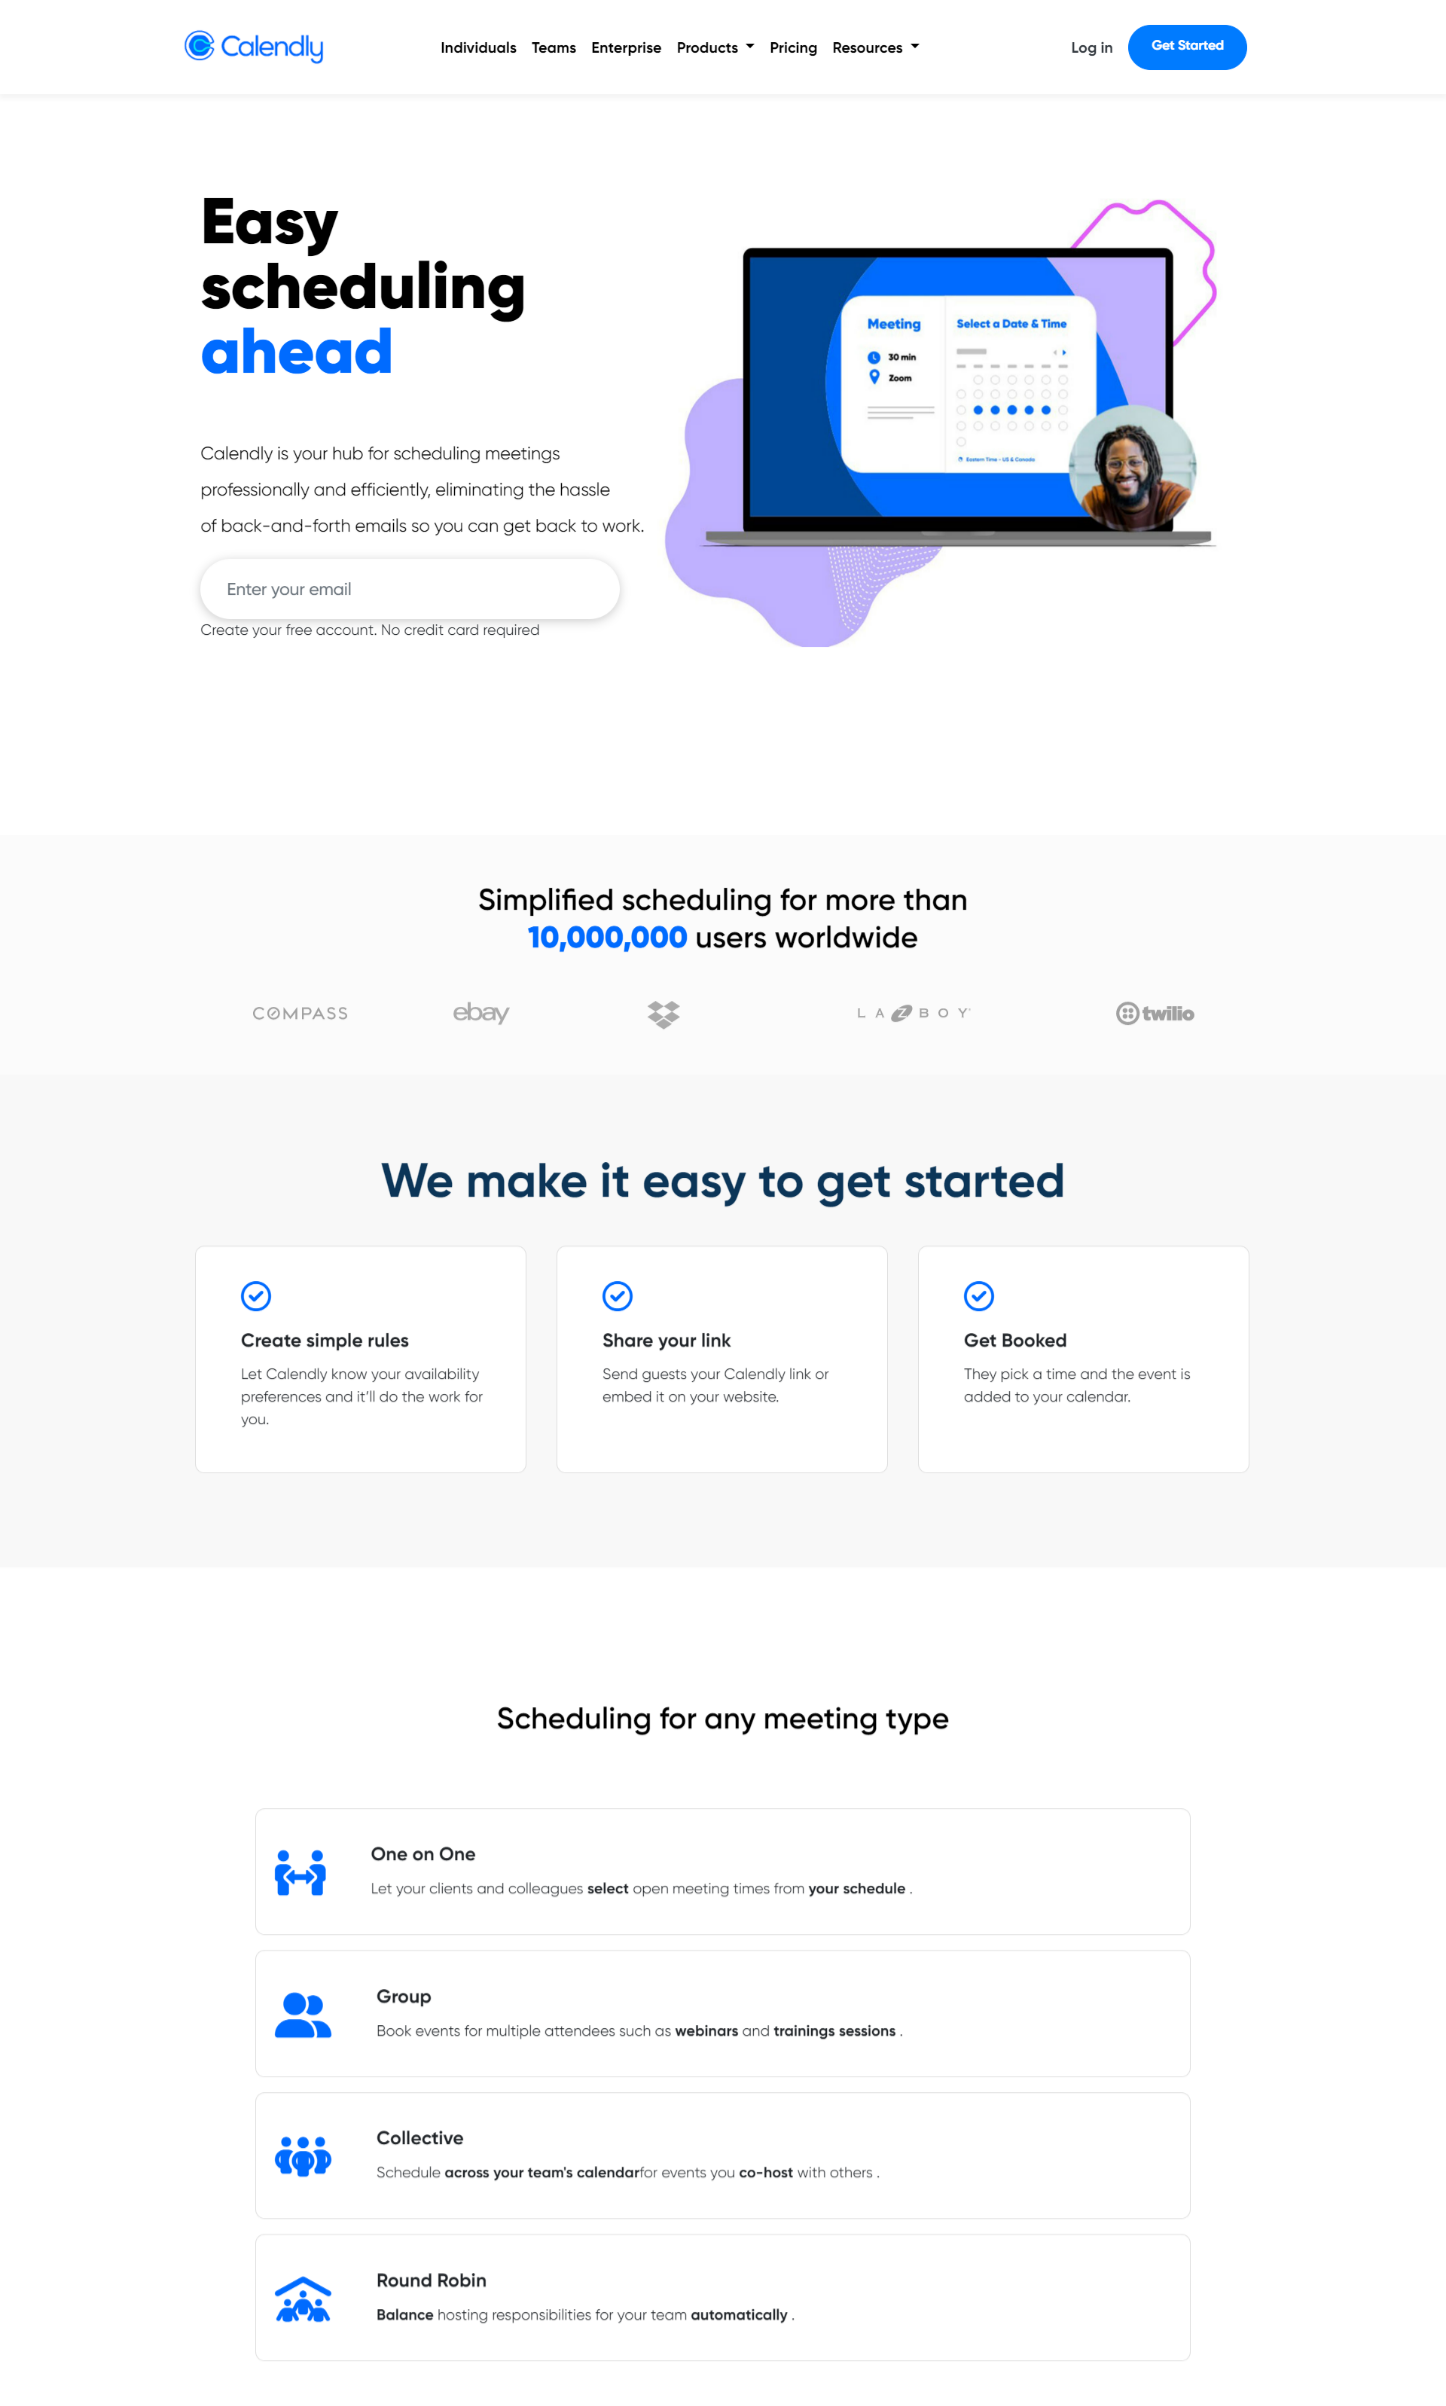 Calendly
Individuals Teams Enterprise Products Pricing Resources
Log in
Get Started
Easy
scheduling
ahead
Calendly is your hub for scheduling meetings
professionally and efficiently, eliminating the hassle
of back-and-forth emails so you can get back to work.
Enter your email
Create your free account. No credit card required
Meeting
30 min
Zoom
Select a Date & Time
Eastern Time - US & Canada
Simplified scheduling for more than
10,000,000 users worldwide
COMPASS
ebay
LA Z BOY
twilio
We make it easy to get started
Create simple rules
Let Calendly know your availability
preferences and it'll do the work for
you.
Share your link
Send guests your Calendly link or
embed it on your website.
Get Booked
They pick a time and the event is
added to your calendar.
Scheduling for any meeting type
One on One
Let your clients and colleagues select open meeting times from your schedule .
Group
Book events for multiple attendees such as webinars and trainings sessions .
Collective
Schedule across your team's calendarfor events you co-host with others .
Round Robin
Balance hosting responsibilities for your team automatically .